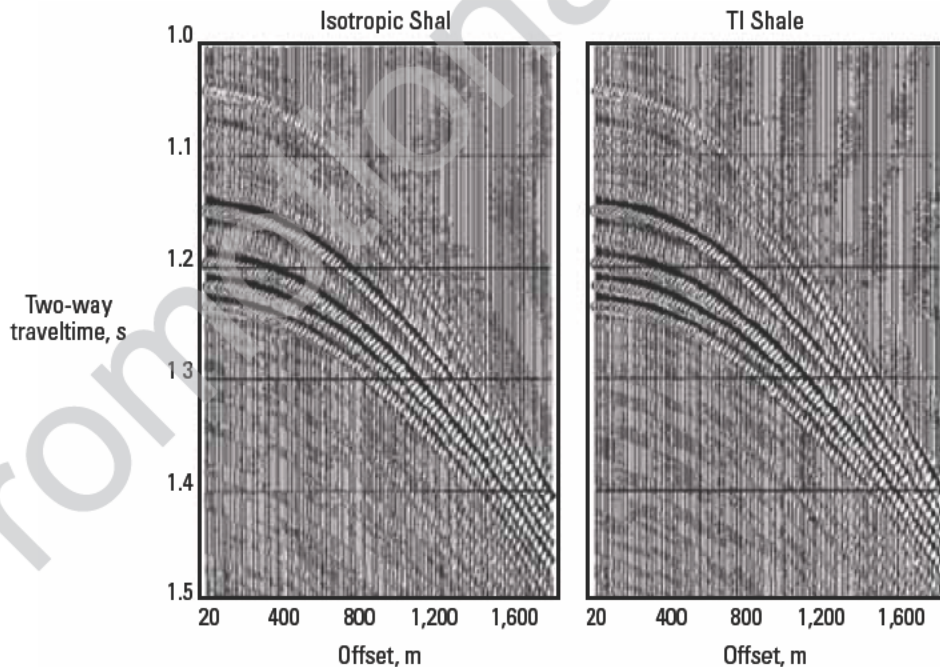 Isotropic Shal
TI Shale
1.0
1.1
1.2
1.3
1.4
1.5
Two-way
traveltime, s
20 400 800 1,200 1,600
20 400 800 1,200 1,600
Offset, m
Offset, m